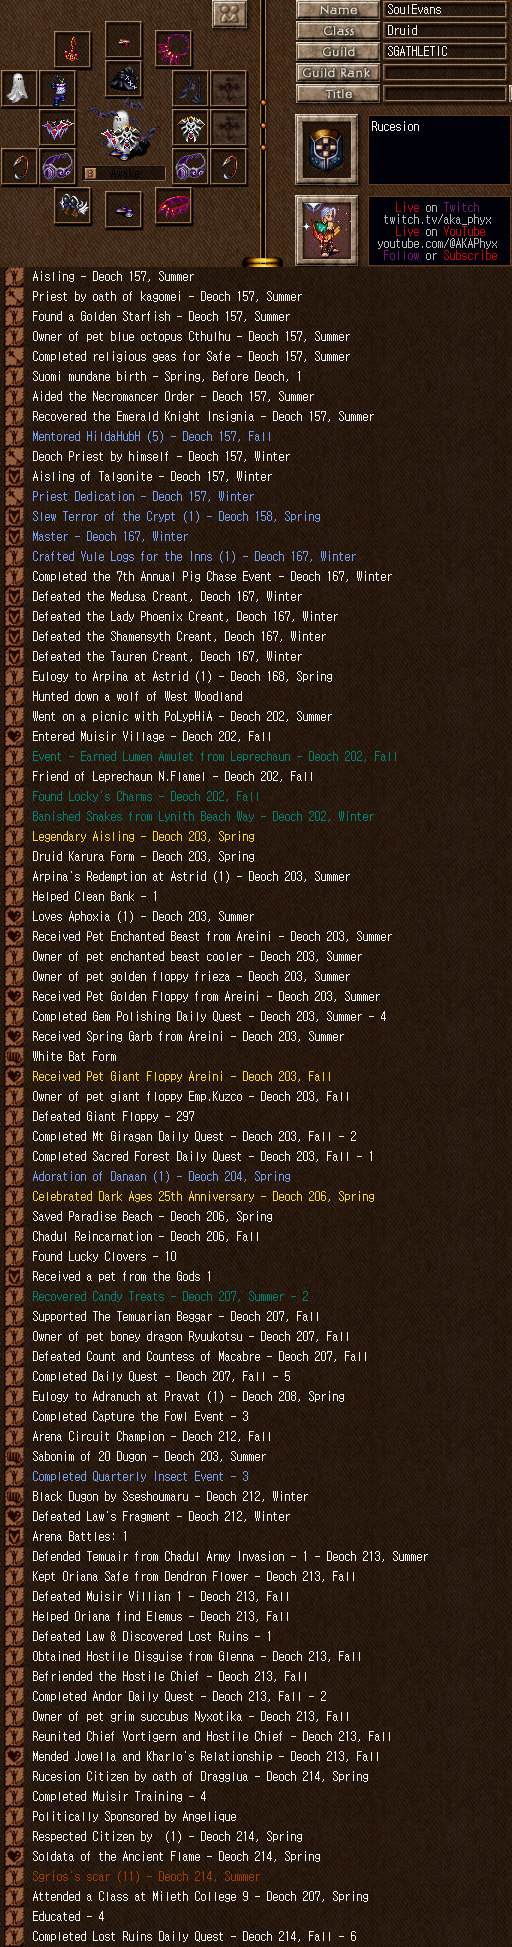 Name SoulEvans
Class Druid
Guild SGATHLETIC
Guild Rank
Title
Awake
Rucesion
Live on Twitch
twitch.tv/aka_phyx
Live on YouTube
youtube.com/@AKAPhyx
Follow or Subscribe
Aisling - Deoch 157, Summer
Priest by oath of kagomei - Deoch 157, Summer
Found a Golden Starfish - Deoch 157, Summer
Owner of pet blue octopus Cthulhu - Deoch 157, Summer
Completed religious geas for Safe - Deoch 157, Summer
Suomi mundane birth - Spring, Before Deoch, 1
Aided the Necromancer Order - Deoch 157, Summer
Recovered the Emerald Knight Insignia - Deoch 157, Summer
Mentored HildaHubH (5) - Deoch 157, Fall
Deoch Priest by himself - Deoch 157, Winter
Aisling of Talgonite - Deoch 157, Winter
Priest Dedication - Deoch 157, Winter
Slew Terror of the Crypt (1) - Deoch 158, Spring
Master - Deoch 167, Winter
Crafted Yule Logs for the Inns (1) - Deoch 167, Winter
Completed the 7th Annual Pig Chase Event - Deoch 167, Winter
Defeated the Medusa Creant, Deoch 167, Winter
Defeated the Lady Phoenix Creant, Deoch 167, Winter
Defeated the Shamensyth Creant, Deoch 167, Winter
Defeated the Tauren Creant, Deoch 167, Winter
Eulogy to Arpina at Astrid (1) - Deoch 168, Spring
Hunted down a wolf of West Woodland
Went on a picnic with PoLypHiA - Deoch 202, Summer
Entered Muisir Village - Deoch 202, Fall
Event - Earned Lumen Amulet from Leprechaun - Deoch 202, Fall
Friend of Leprechaun N.Flamel - Deoch 202, Fall
Found Locky's Charms - Deoch 202, Fall
Banished Snakes from Lynith Beach Way - Deoch 202, Winter
Legendary Aisling - Deoch 203, Spring
Druid Karura Form - Deoch 203, Spring
Arpina's Redemption at Astrid (1) - Deoch 203, Summer
Helped Clean Bank - 1
Loves Aphoxia (1) - Deoch 203, Summer
Received Pet Enchanted Beast from Areini - Deoch 203, Summer
Owner of pet enchanted beast cooler - Deoch 203, Summer
Owner of pet golden floppy frieza - Deoch 203, Summer
Received Pet Golden Floppy from Areini - Deoch 203, Summer
Completed Gem Polishing Daily Quest - Deoch 203, Summer - 4
Received Spring Garb from Areini - Deoch 203, Summer
White Bat Form
Received Pet Giant Floppy Areini - Deoch 203, Fall
Owner of pet giant floppy Emp.Kuzco - Deoch 203, Fall
Defeated Giant Floppy - 297
Completed Mt Giragan Daily Quest - Deoch 203, Fall - 2
Completed Sacred Forest Daily Quest - Deoch 203, Fall - 1
Adoration of Danaan (1) - Deoch 204, Spring
Celebrated Dark Ages 25th Anniversary - Deoch 206, Spring
Saved Paradise Beach - Deoch 206, Spring
Chadul Reincarnation - Deoch 206, Fall
Found Lucky Clovers - 10
Received a pet from the Gods 1
Recovered Candy Treats - Deoch 207, Summer - 2
Supported The Temuarian Beggar - Deoch 207, Fall
Owner of pet boney dragon Ryuukotsu - Deoch 207, Fall
Defeated Count and Countess of Macabre - Deoch 207, Fall
Completed Daily Quest - Deoch 207, Fall - 5
Eulogy to Adranuch at Pravat (1) - Deoch 208, Spring
Completed Capture the Fowl Event - 3
Arena Circuit Champion - Deoch 212, Fall
Sabonim of 20 Dugon - Deoch 203, Summer
Completed Quarterly Insect Event - 3
Black Dugon by Sseshoumaru - Deoch 212, Winter
Defeated Law's Fragment - Deoch 212, Winter
Arena Battles: 1
Defended Temuair from Chadul Army Invasion - 1 - Deoch 213, Summer
Kept Oriana Safe from Dendron Flower - Deoch 213, Fall
Defeated Muisir Villian 1 - Deoch 213, Fall
Helped Oriana find Elemus - Deoch 213, Fall
Defeated Law & Discovered Lost Ruins - 1
Obtained Hostile Disguise from Glenna - Deoch 213, Fall
Befriended the Hostile Chief - Deoch 213, Fall
Completed Andor Daily Quest - Deoch 213, Fall - 2
Owner of pet grim succubus Nyxotika - Deoch 213, Fall
Reunited Chief Vortigern and Hostile Chief - Deoch 213, Fall
Mended Jowella and Kharlo's Relationship - Deoch 213, Fall
Rucesion Citizen by oath of Dragglua - Deoch 214, Spring
Completed Muisir Training - 4
Politically Sponsored by Angelique
Respected Citizen by  (1) - Deoch 214, Spring
Soldata of the Ancient Flame - Deoch 214, Spring
Sgrios's scar (11) - Deoch 214, Summer
Attended a Class at Mileth College 9 - Deoch 207, Spring
Educated - 4
Completed Lost Ruins Daily Quest - Deoch 214, Fall - 6